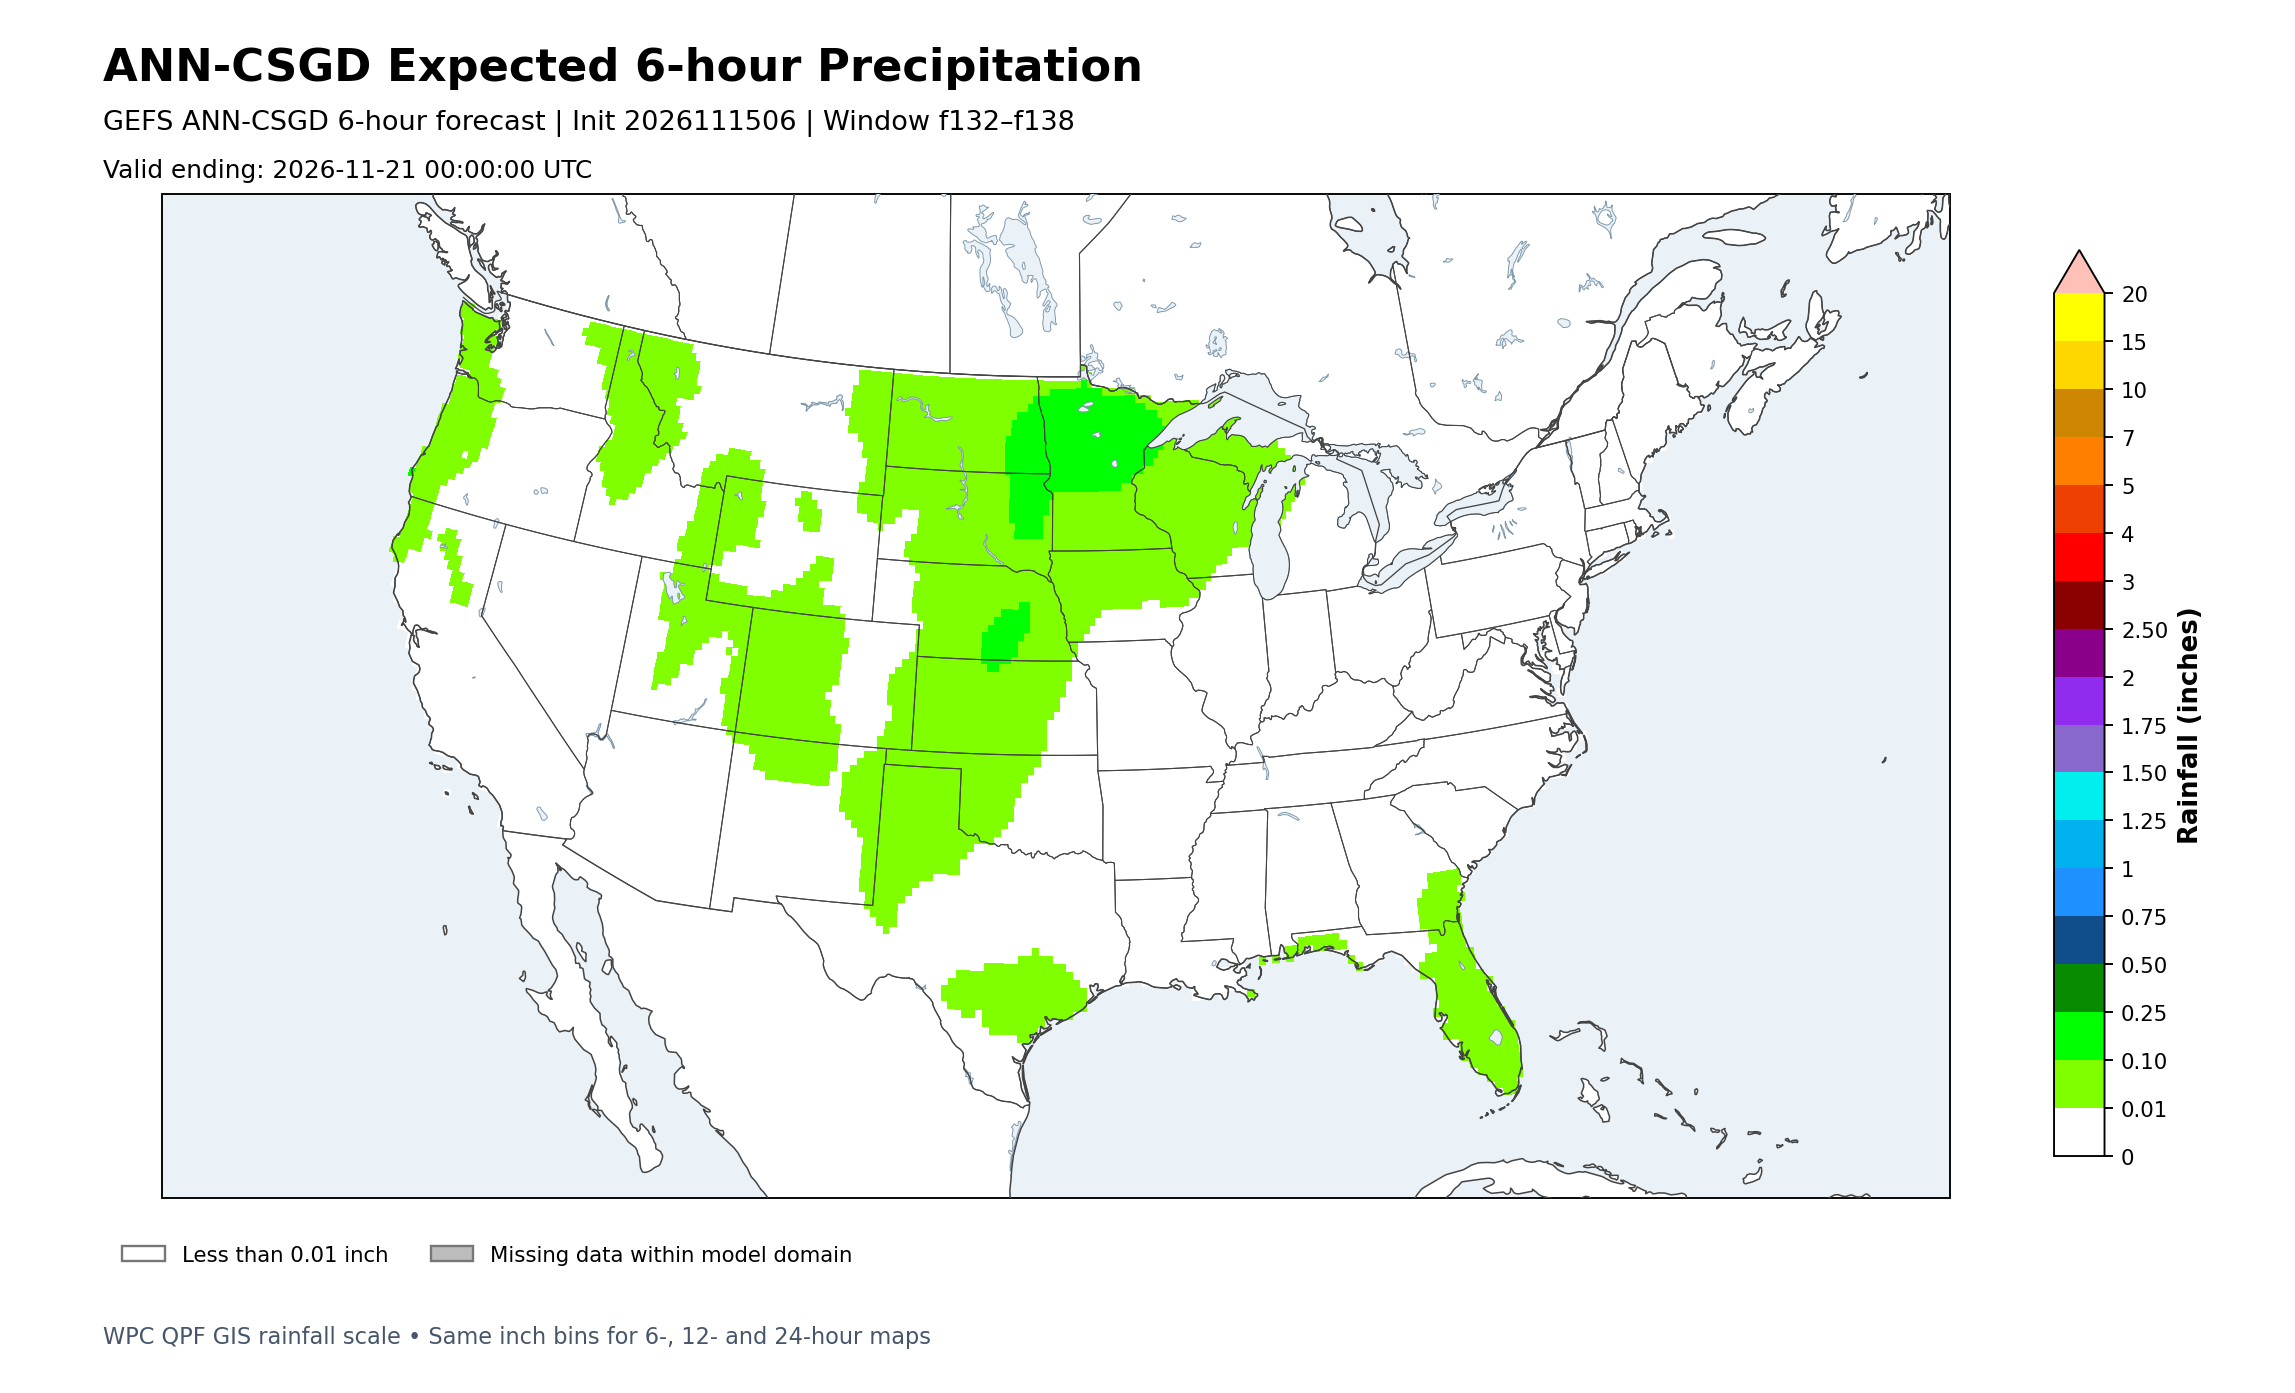 ANN-CSGD Expected 6-hour Precipitation
GEFS ANN-CSGD 6-hour forecast | Init 2026111506 | Window f132–f138
Valid ending: 2026-11-21 00:00:00 UTC
20
15
10
7
5
4
3
2.50
2
1.75
1.50
1.25
1
0.75
0.50
0.25
0.10
0.01
0
Rainfall (inches)
Less than 0.01 inch
Missing data within model domain
WPC QPF GIS rainfall scale • Same inch bins for 6-, 12- and 24-hour maps